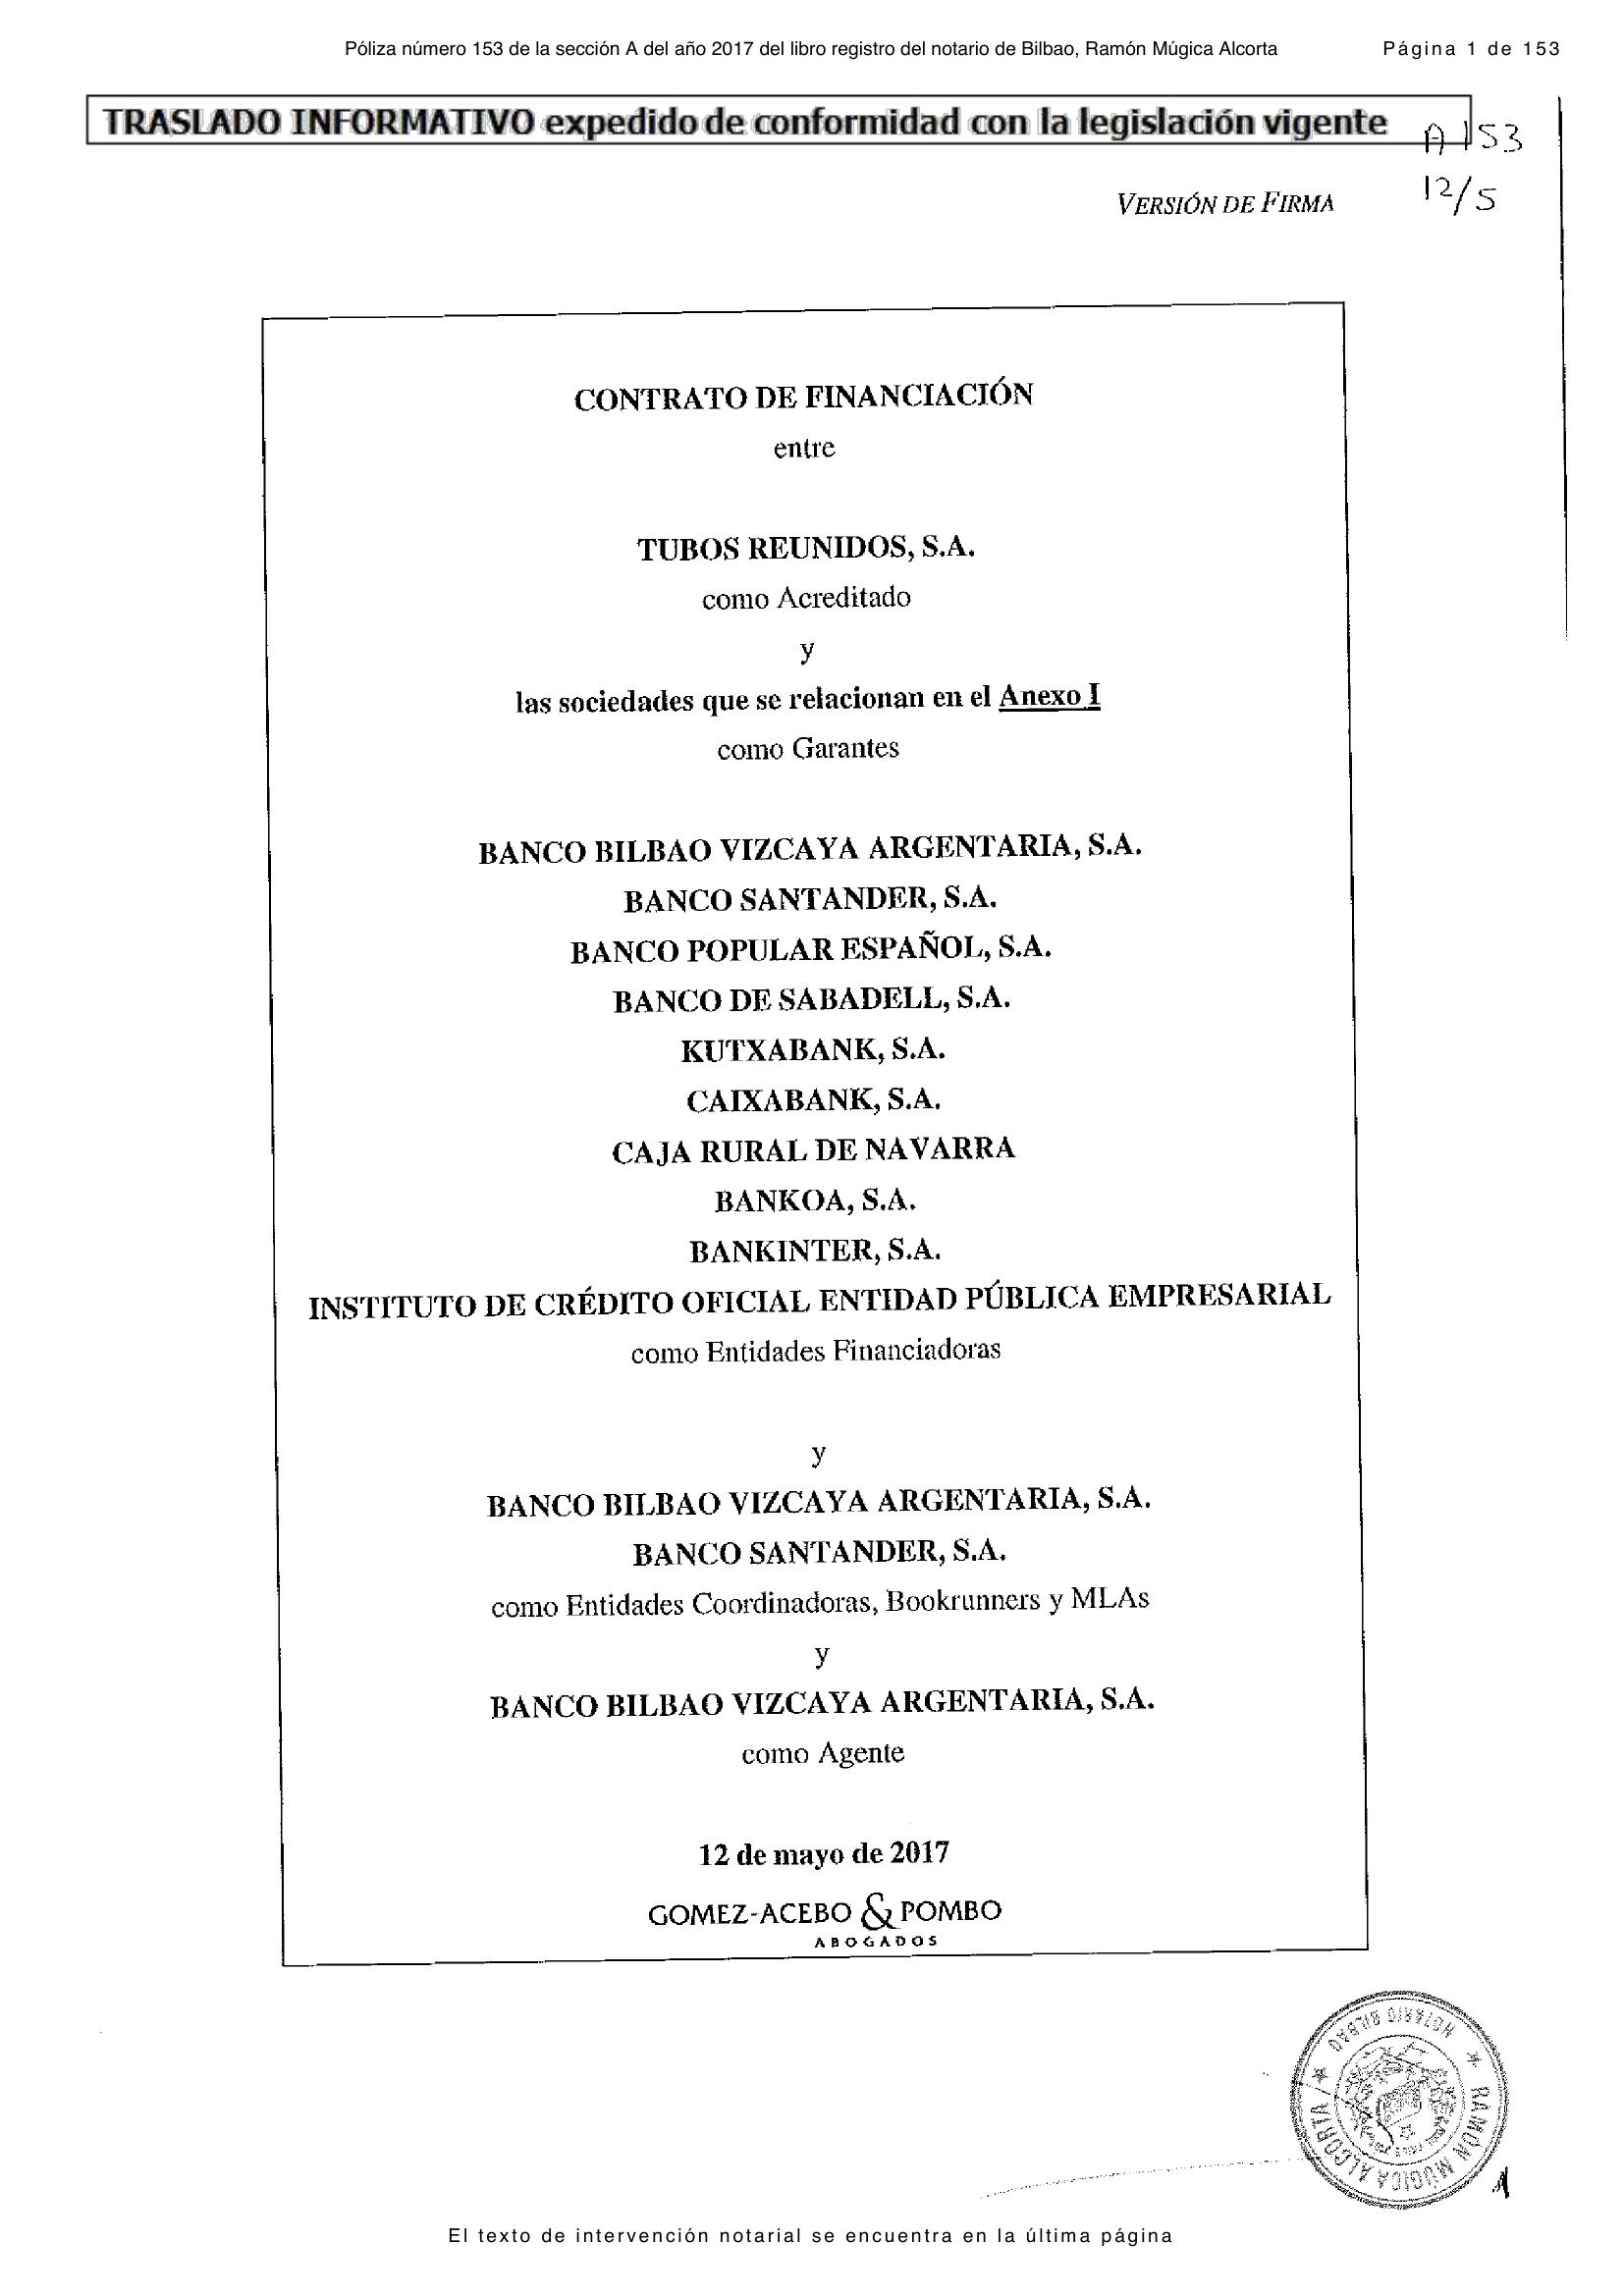 Póliza número 153 de la sección A del año 2017 del libro registro del notario de Bilbao, Ramón Múgica Alcorta Página 1 de 153
TRASLADO INFORMATIVO expedido de conformidad con la legislación vigente
A 153
12/5
VERSIÓN DE FIRMA
CONTRATO DE FINANCIACIÓN
entre
TUBOS REUNIDOS, S.A.
como Acreditado
y
las sociedades que se relacionan en el Anexo I
como Garantes
BANCO BILBAO VIZCAYA ARGENTARIA, S.A.
BANCO SANTANDER, S.A.
BANCO POPULAR ESPAÑOL, S.A.
BANCO DE SABADELL, S.A.
KUTXABANK, S.A.
CAIXABANK, S.A.
CAJA RURAL DE NAVARRA
BANKOA, S.A.
BANKINTER, S.A.
INSTITUTO DE CRÉDITO OFICIAL ENTIDAD PÚBLICA EMPRESARIAL
como Entidades Financiadoras
y
BANCO BILBAO VIZCAYA ARGENTARIA, S.A.
BANCO SANTANDER, S.A.
como Entidades Coordinadoras, Bookrunners y MLAs
y
BANCO BILBAO VIZCAYA ARGENTARIA, S.A.
como Agente
12 de mayo de 2017
GOMEZ-ACEBO & POMBO
ABOGADOS
RAMÓN MÚGICA ALCORTA
NOTARIO BILBAO
El texto de intervención notarial se encuentra en la última página